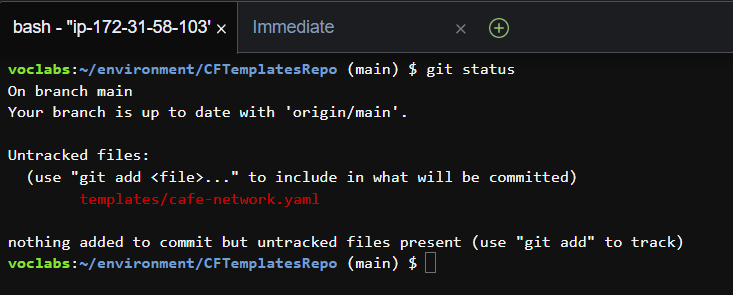 bash - "ip-172-31-58-103' × Immediate ×
voclabs:~/environment/CFTemplatesRepo (main) $ git status
On branch main
Your branch is up to date with 'origin/main'.
Untracked files:
(use "git add <file>..." to include in what will be committed)
templates/cafe-network.yaml
nothing added to commit but untracked files present (use "git add" to track)
voclabs:~/environment/CFTemplatesRepo (main) $